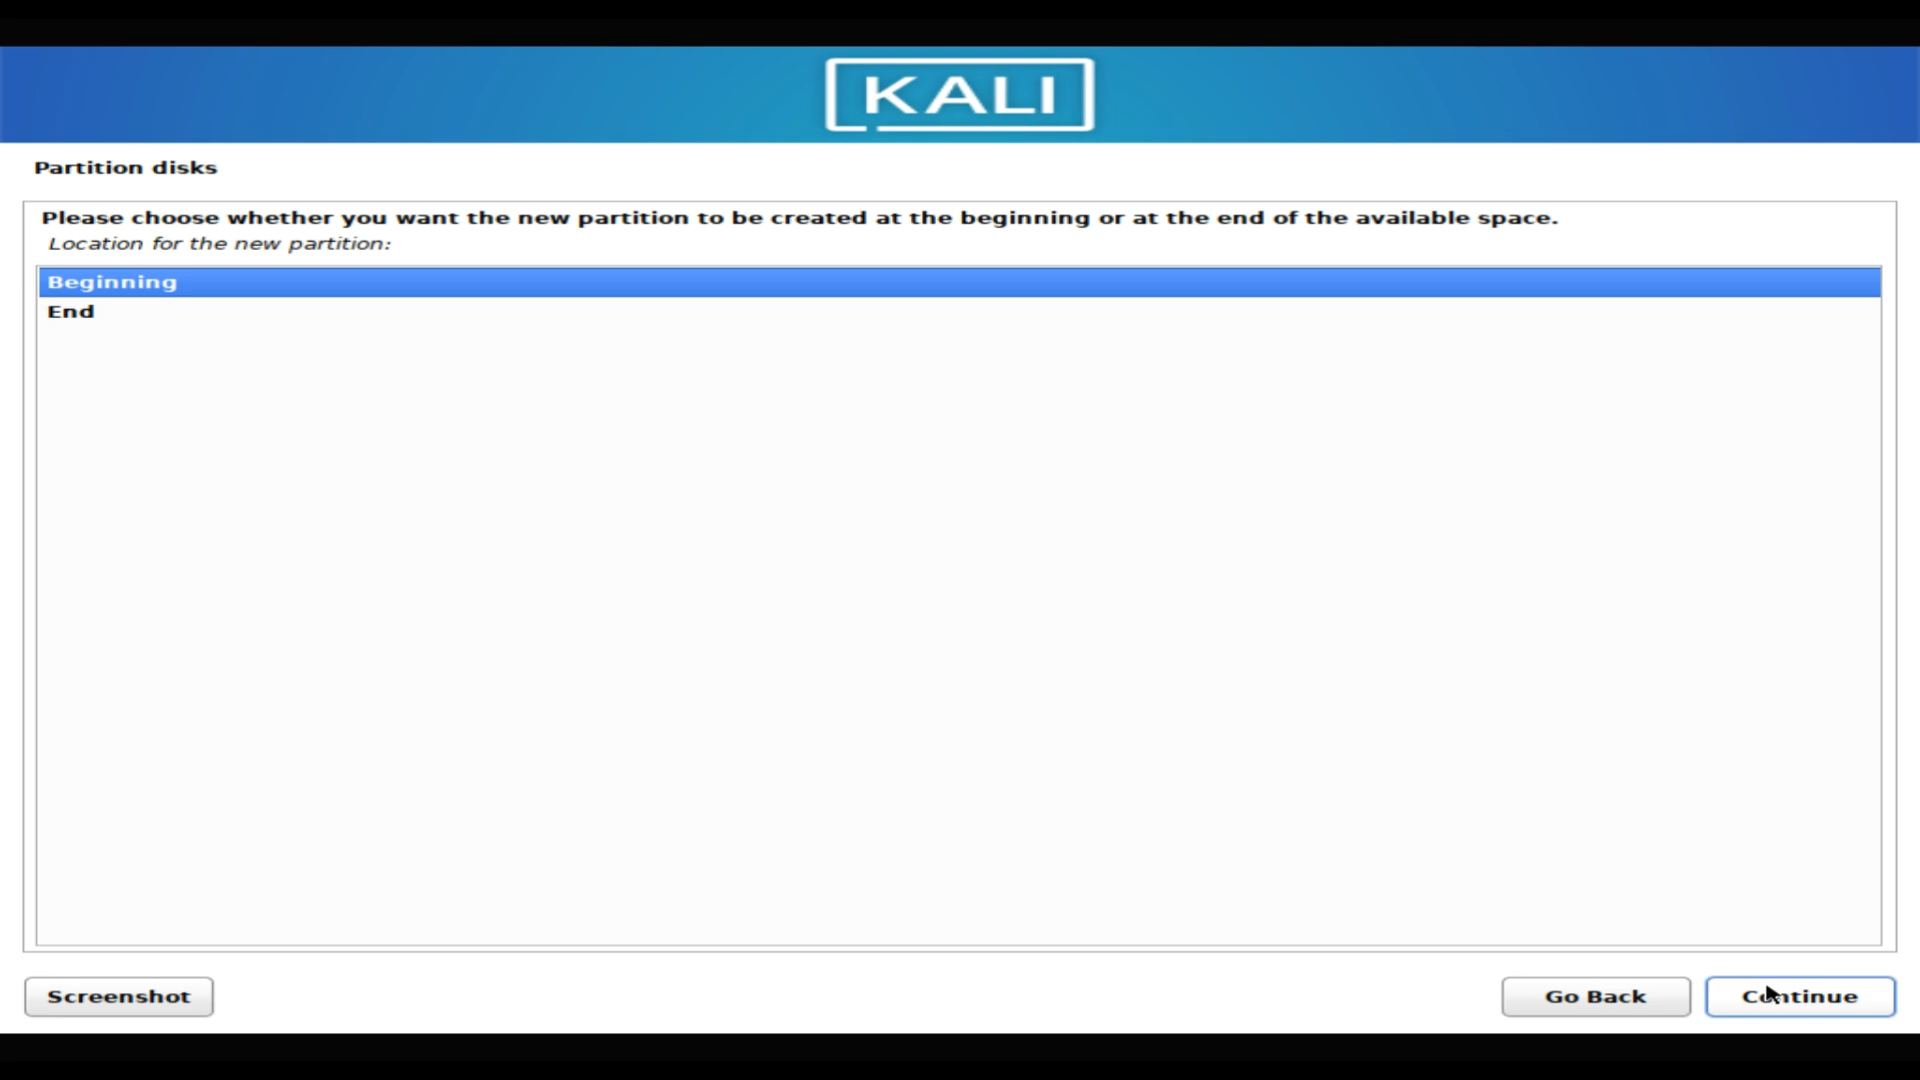 KALI
Partition disks
Please choose whether you want the new partition to be created at the beginning or at the end of the available space.
Location for the new partition:
Beginning
End
Screenshot
Go Back
Continue